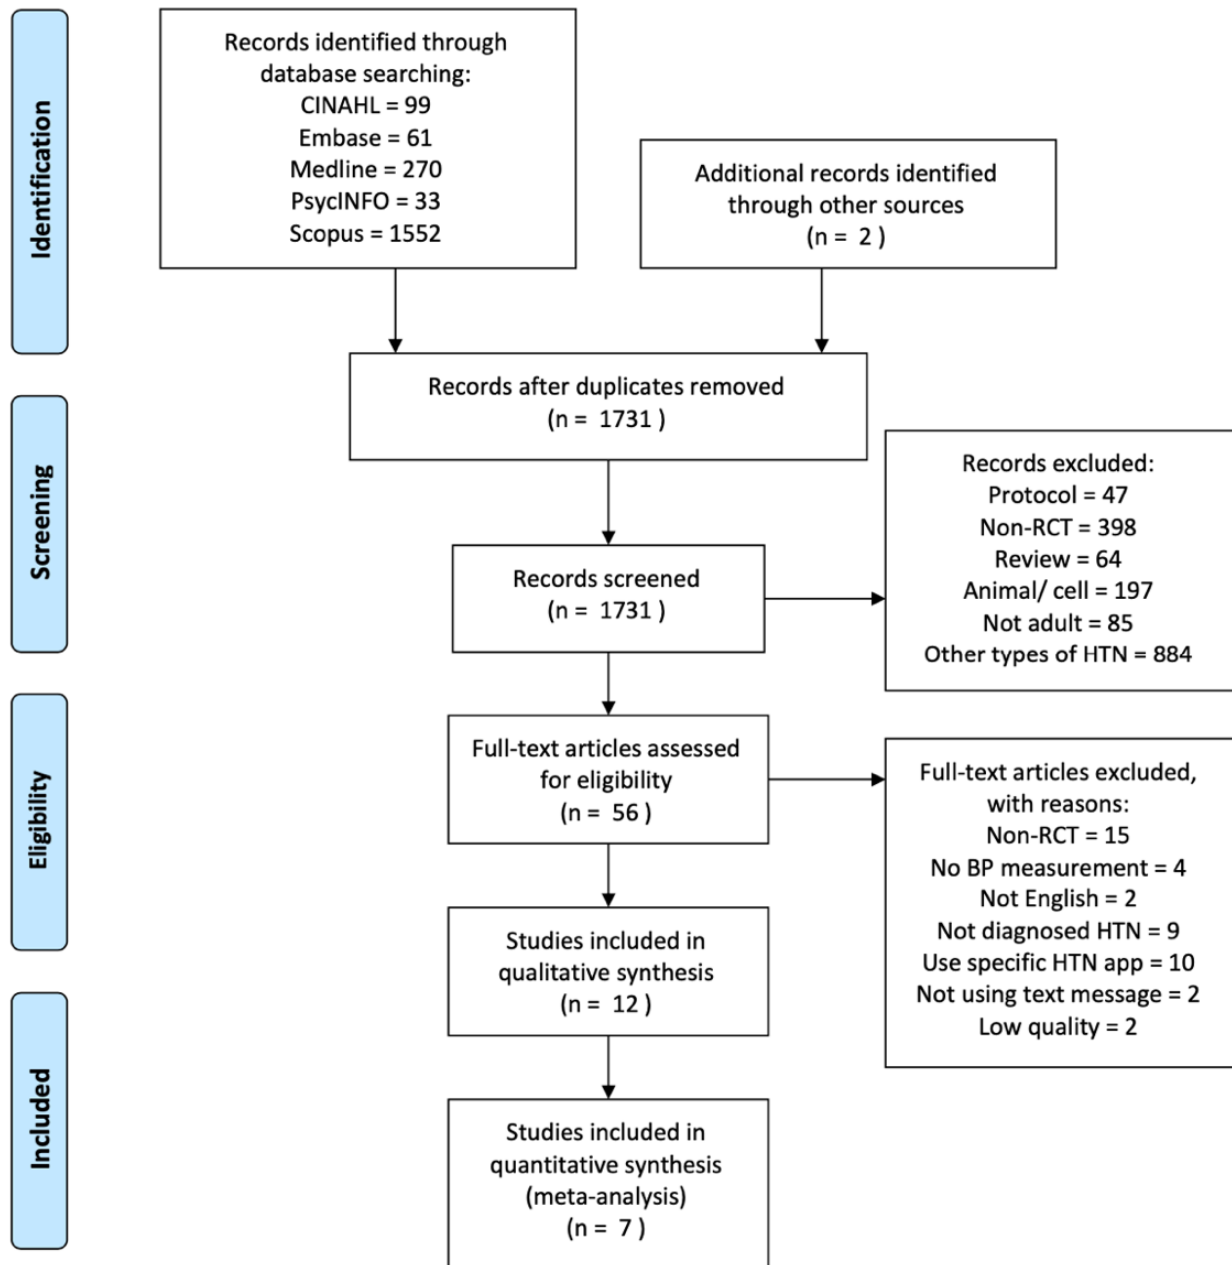 Identification
Records identified through
database searching:
CINAHL = 99
Embase = 61
Medline = 270
PsycINFO = 33
Scopus = 1552
Additional records identified
through other sources
(n = 2 )
Records after duplicates removed
(n = 1731 )
Screening
Records screened
(n = 1731 )
Records excluded:
Protocol = 47
Non-RCT = 398
Review = 64
Animal/ cell = 197
Not adult = 85
Other types of HTN = 884
Eligibility
Full-text articles assessed
for eligibility
(n = 56 )
Full-text articles excluded,
with reasons:
Non-RCT = 15
No BP measurement = 4
Not English = 2
Not diagnosed HTN = 9
Use specific HTN app = 10
Not using text message = 2
Low quality = 2
Studies included in
qualitative synthesis
(n = 12 )
Included
Studies included in
quantitative synthesis
(meta-analysis)
(n = 7 )